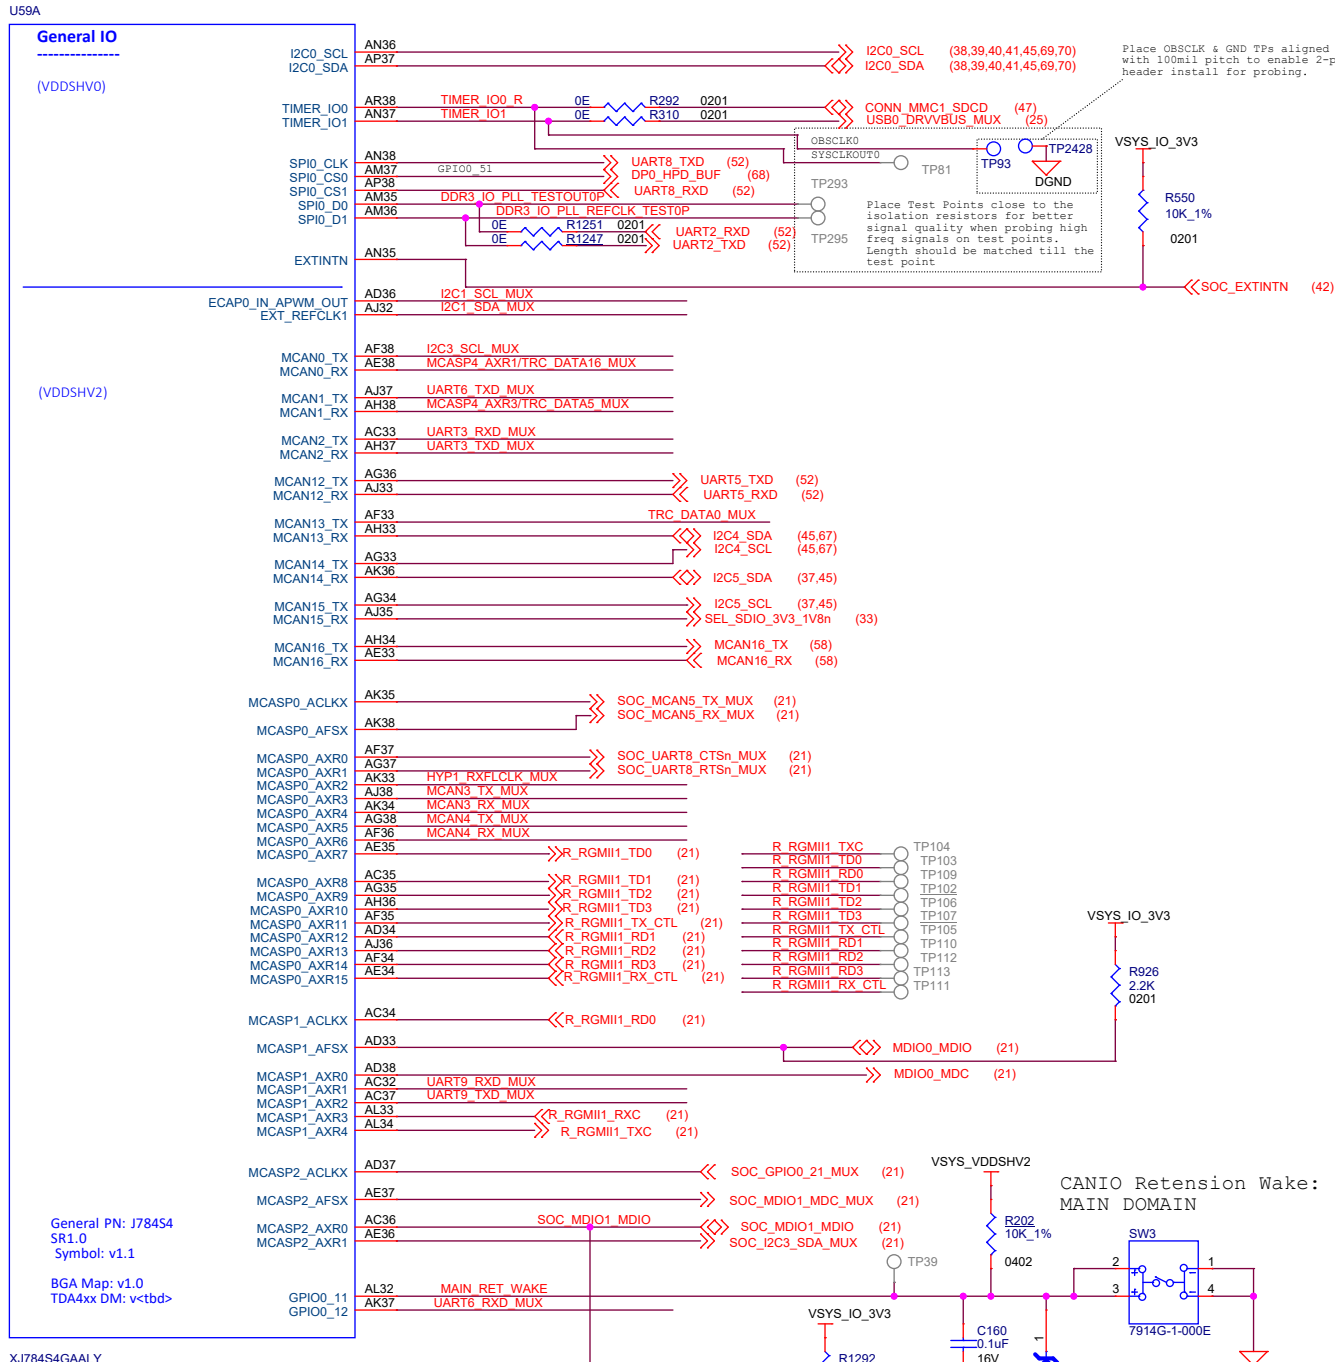 U59A
General IO
--------------
(VDDSHV0)
I2C0_SCL AN36 I2C0_SCL (38,39,40,41,45,69,70)
I2C0_SDA AP37 I2C0_SDA (38,39,40,41,45,69,70)
Place OBSCLK & GND TPs aligned
with 100mil pitch to enable 2-p
header install for probing.
TIMER_IO0 AR38 TIMER_IO0_R 0E R292 0201 CONN_MMC1_SDCD (47)
TIMER_IO1 AN37 TIMER_IO1 0E R310 0201 USB0_DRVVBUS_MUX (25)
OBSCLK0 TP93 TP2428 VSYS_IO_3V3
SYSCLKOUT0 TP81 DGND
SPI0_CLK AN38 UART8_TXD (52)
SPI0_CS0 AM37 GPIO0_51 DP0_HPD_BUF (68)
SPI0_CS1 AP38 UART8_RXD (52)
SPI0_D0 AM35 DDR3_IO_PLL_TESTOUT0P TP293
SPI0_D1 AM36 DDR3_IO_PLL_REFCLK_TEST0P TP295
0E R1251 0201 UART2_RXD (52)
0E R1247 0201 UART2_TXD (52)
Place Test Points close to the
isolation resistors for better
signal quality when probing high
freq signals on test points.
Length should be matched till the
test point
R550
10K_1%
0201
EXTINTN AN35 SOC_EXTINTN (42)
ECAP0_IN_APWM_OUT AD36 I2C1_SCL_MUX
EXT_REFCLK1 AJ32 I2C1_SDA_MUX
(VDDSHV2)
MCAN0_TX AF38 I2C3_SCL_MUX
MCAN0_RX AE38 MCASP4_AXR1/TRC_DATA16_MUX
MCAN1_TX AJ37 UART6_TXD_MUX
MCAN1_RX AH38 MCASP4_AXR3/TRC_DATA5_MUX
MCAN2_TX AC33 UART3_RXD_MUX
MCAN2_RX AH37 UART3_TXD_MUX
MCAN12_TX AG36 UART5_TXD (52)
MCAN12_RX AJ33 UART5_RXD (52)
MCAN13_TX AF33 TRC_DATA0_MUX
MCAN13_RX AH33 I2C4_SDA (45,67)
MCAN14_TX AG33 I2C4_SCL (45,67)
MCAN14_RX AK36 I2C5_SDA (37,45)
MCAN15_TX AG34 I2C5_SCL (37,45)
MCAN15_RX AJ35 SEL_SDIO_3V3_1V8n (33)
MCAN16_TX AH34 MCAN16_TX (58)
MCAN16_RX AE33 MCAN16_RX (58)
MCASP0_ACLKX AK35 SOC_MCAN5_TX_MUX (21)
MCASP0_AFSX AK38 SOC_MCAN5_RX_MUX (21)
MCASP0_AXR0 AF37 SOC_UART8_CTSn_MUX (21)
MCASP0_AXR1 AG37 SOC_UART8_RTSn_MUX (21)
MCASP0_AXR2 AK33 HYP1_RXFLCLK_MUX
MCASP0_AXR3 AJ38 MCAN3_TX_MUX
MCASP0_AXR4 AK34 MCAN3_RX_MUX
MCASP0_AXR5 AG38 MCAN4_TX_MUX
MCASP0_AXR6 AF36 MCAN4_RX_MUX
MCASP0_AXR7 AE35 R_RGMII1_TD0 (21)
MCASP0_AXR8 AC35 R_RGMII1_TD1 (21)
MCASP0_AXR9 AG35 R_RGMII1_TD2 (21)
MCASP0_AXR10 AH36 R_RGMII1_TD3 (21)
MCASP0_AXR11 AF35 R_RGMII1_TX_CTL (21)
MCASP0_AXR12 AD34 R_RGMII1_RD1 (21)
MCASP0_AXR13 AJ36 R_RGMII1_RD2 (21)
MCASP0_AXR14 AF34 R_RGMII1_RD3 (21)
MCASP0_AXR15 AE34 R_RGMII1_RX_CTL (21)
R_RGMII1_TXC TP104
R_RGMII1_TD0 TP103
R_RGMII1_RD0 TP109
R_RGMII1_TD1 TP102
R_RGMII1_TD2 TP106
R_RGMII1_TD3 TP107
R_RGMII1_TX_CTL TP105
R_RGMII1_RD1 TP110
R_RGMII1_RD2 TP112
R_RGMII1_RD3 TP113
R_RGMII1_RX_CTL TP111
VSYS_IO_3V3
R926
2.2K
0201
MCASP1_ACLKX AC34 R_RGMII1_RD0 (21)
MCASP1_AFSX AD33 MDIO0_MDIO (21)
MCASP1_AXR0 AD38 MDIO0_MDC (21)
MCASP1_AXR1 AC32 UART9_RXD_MUX
MCASP1_AXR2 AC37 UART9_TXD_MUX
MCASP1_AXR3 AL33 R_RGMII1_RXC (21)
MCASP1_AXR4 AL34 R_RGMII1_TXC (21)
MCASP2_ACLKX AD37 SOC_GPIO0_21_MUX (21)
MCASP2_AFSX AE37 SOC_MDIO1_MDC_MUX (21)
MCASP2_AXR0 AC36 SOC_MDIO1_MDIO SOC_MDIO1_MDIO (21)
MCASP2_AXR1 AE36 SOC_I2C3_SDA_MUX (21)
VSYS_VDDSHV2
R202
10K_1%
0402
CANIO Retension Wake:
MAIN DOMAIN
SW3
2 1
3 4
7914G-1-000E
General PN: J784S4
SR1.0
Symbol: v1.1
BGA Map: v1.0
TDA4xx DM: v<tbd>
TP39
GPIO0_11 AL32 MAIN_RET_WAKE
GPIO0_12 AK37 UART6_RXD_MUX
VSYS_IO_3V3
R1292
C160
0.1uF
16V
1
XJ784S4GAALY